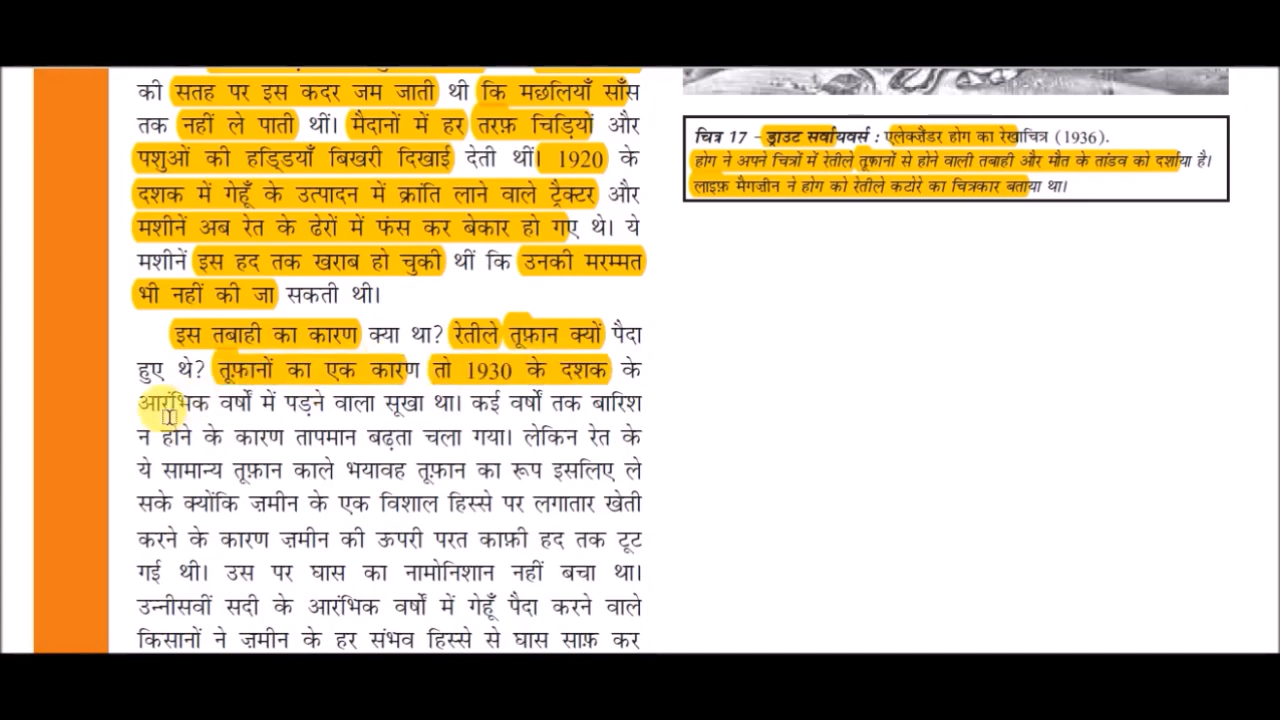 की सतह पर इस कदर जम जाती थी कि मछलियाँ साँस
तक नहीं ले पाती थीं। मैदानों में हर तरफ़ चिड़ियों और
पशुओं की हड्डियाँ बिखरी दिखाई देती थीं। 1920 के
दशक में गेहूँ के उत्पादन में क्रांति लाने वाले ट्रैक्टर और
मशीनें अब रेत के ढेरों में फंस कर बेकार हो गए थे। ये
मशीनें इस हद तक खराब हो चुकी थीं कि उनकी मरम्मत
भी नहीं की जा सकती थी।
इस तबाही का कारण क्या था? रेतीले तूफ़ान क्यों पैदा
हुए थे? तूफ़ानों का एक कारण तो 1930 के दशक के
आरंभिक वर्षों में पड़ने वाला सूखा था। कई वर्षों तक बारिश
न होने के कारण तापमान बढ़ता चला गया। लेकिन रेत के
ये सामान्य तूफ़ान काले भयावह तूफ़ान का रूप इसलिए ले
सके क्योंकि ज़मीन के एक विशाल हिस्से पर लगातार खेती
करने के कारण ज़मीन की ऊपरी परत काफ़ी हद तक टूट
गई थी। उस पर घास का नामोनिशान नहीं बचा था।
उन्नीसवीं सदी के आरंभिक वर्षों में गेहूँ पैदा करने वाले
किसानों ने ज़मीन के हर संभव हिस्से से घास साफ़ कर
चित्र 17 - ड्राउट सर्वायवर्स : एलेक्ज़ैंडर होग का रेखाचित्र (1936).
होग ने अपने चित्रों में रेतीले तूफ़ानों से होने वाली तबाही और मौत के तांडव को दर्शाया है।
लाइफ़ मैगज़ीन ने होग को रेतीले कटोरे का चित्रकार बताया था।